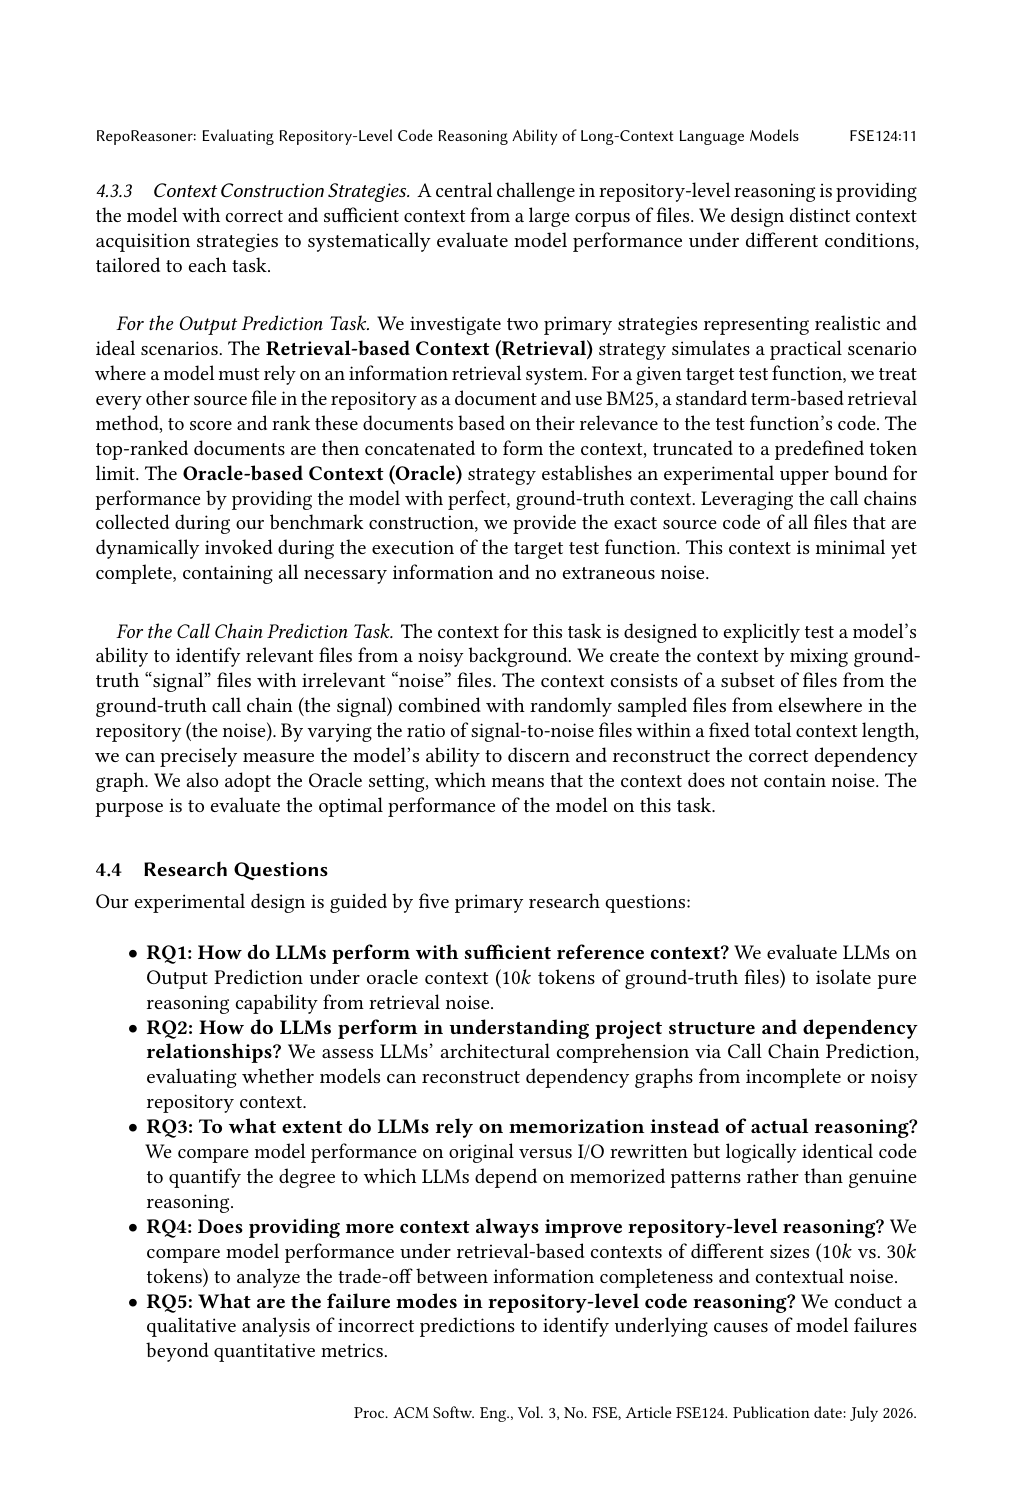 RepoReasoner: Evaluating Repository-Level Code Reasoning Ability of Long-Context Language Models FSE124:11
4.3.3 Context Construction Strategies. A central challenge in repository-level reasoning is providing
the model with correct and sufficient context from a large corpus of files. We design distinct context
acquisition strategies to systematically evaluate model performance under different conditions,
tailored to each task.
For the Output Prediction Task. We investigate two primary strategies representing realistic and
ideal scenarios. The Retrieval-based Context (Retrieval) strategy simulates a practical scenario
where a model must rely on an information retrieval system. For a given target test function, we treat
every other source file in the repository as a document and use BM25, a standard term-based retrieval
method, to score and rank these documents based on their relevance to the test function's code. The
top-ranked documents are then concatenated to form the context, truncated to a predefined token
limit. The Oracle-based Context (Oracle) strategy establishes an experimental upper bound for
performance by providing the model with perfect, ground-truth context. Leveraging the call chains
collected during our benchmark construction, we provide the exact source code of all files that are
dynamically invoked during the execution of the target test function. This context is minimal yet
complete, containing all necessary information and no extraneous noise.
For the Call Chain Prediction Task. The context for this task is designed to explicitly test a model's
ability to identify relevant files from a noisy background. We create the context by mixing ground-
truth “signal” files with irrelevant “noise” files. The context consists of a subset of files from the
ground-truth call chain (the signal) combined with randomly sampled files from elsewhere in the
repository (the noise). By varying the ratio of signal-to-noise files within a fixed total context length,
we can precisely measure the model's ability to discern and reconstruct the correct dependency
graph. We also adopt the Oracle setting, which means that the context does not contain noise. The
purpose is to evaluate the optimal performance of the model on this task.
4.4 Research Questions
Our experimental design is guided by five primary research questions:
• RQ1: How do LLMs perform with sufficient reference context? We evaluate LLMs on
Output Prediction under oracle context (10k tokens of ground-truth files) to isolate pure
reasoning capability from retrieval noise.
• RQ2: How do LLMs perform in understanding project structure and dependency
relationships? We assess LLMs' architectural comprehension via Call Chain Prediction,
evaluating whether models can reconstruct dependency graphs from incomplete or noisy
repository context.
• RQ3: To what extent do LLMs rely on memorization instead of actual reasoning?
We compare model performance on original versus I/O rewritten but logically identical code
to quantify the degree to which LLMs depend on memorized patterns rather than genuine
reasoning.
• RQ4: Does providing more context always improve repository-level reasoning? We
compare model performance under retrieval-based contexts of different sizes (10k vs. 30k
tokens) to analyze the trade-off between information completeness and contextual noise.
• RQ5: What are the failure modes in repository-level code reasoning? We conduct a
qualitative analysis of incorrect predictions to identify underlying causes of model failures
beyond quantitative metrics.
Proc. ACM Softw. Eng., Vol. 3, No. FSE, Article FSE124. Publication date: July 2026.